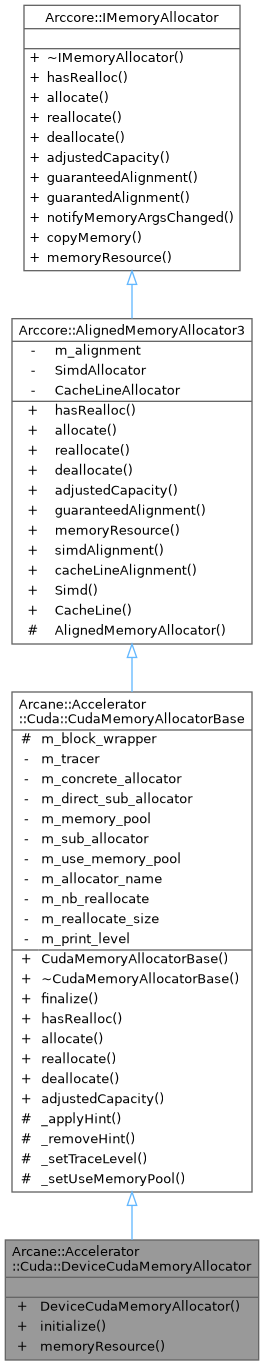 Arccore::IMemoryAllocator
+ ~IMemoryAllocator()
+ hasRealloc()
+ allocate()
+ reallocate()
+ deallocate()
+ adjustedCapacity()
+ guaranteedAlignment()
+ guarantedAlignment()
+ notifyMemoryArgsChanged()
+ copyMemory()
+ memoryResource()
Arccore::AlignedMemoryAllocator3
- m_alignment
- SimdAllocator
- CacheLineAllocator
+ hasRealloc()
+ allocate()
+ reallocate()
+ deallocate()
+ adjustedCapacity()
+ guaranteedAlignment()
+ memoryResource()
+ simdAlignment()
+ cacheLineAlignment()
+ Simd()
+ CacheLine()
# AlignedMemoryAllocator()
Arcane::Accelerator
::Cuda::CudaMemoryAllocatorBase
# m_block_wrapper
- m_tracer
- m_concrete_allocator
- m_direct_sub_allocator
- m_memory_pool
- m_sub_allocator
- m_use_memory_pool
- m_allocator_name
- m_nb_reallocate
- m_reallocate_size
- m_print_level
+ CudaMemoryAllocatorBase()
+ ~CudaMemoryAllocatorBase()
+ finalize()
+ hasRealloc()
+ allocate()
+ reallocate()
+ deallocate()
+ adjustedCapacity()
# _applyHint()
# _removeHint()
# _setTraceLevel()
# _setUseMemoryPool()
Arcane::Accelerator
::Cuda::DeviceCudaMemoryAllocator
+ DeviceCudaMemoryAllocator()
+ initialize()
+ memoryResource()